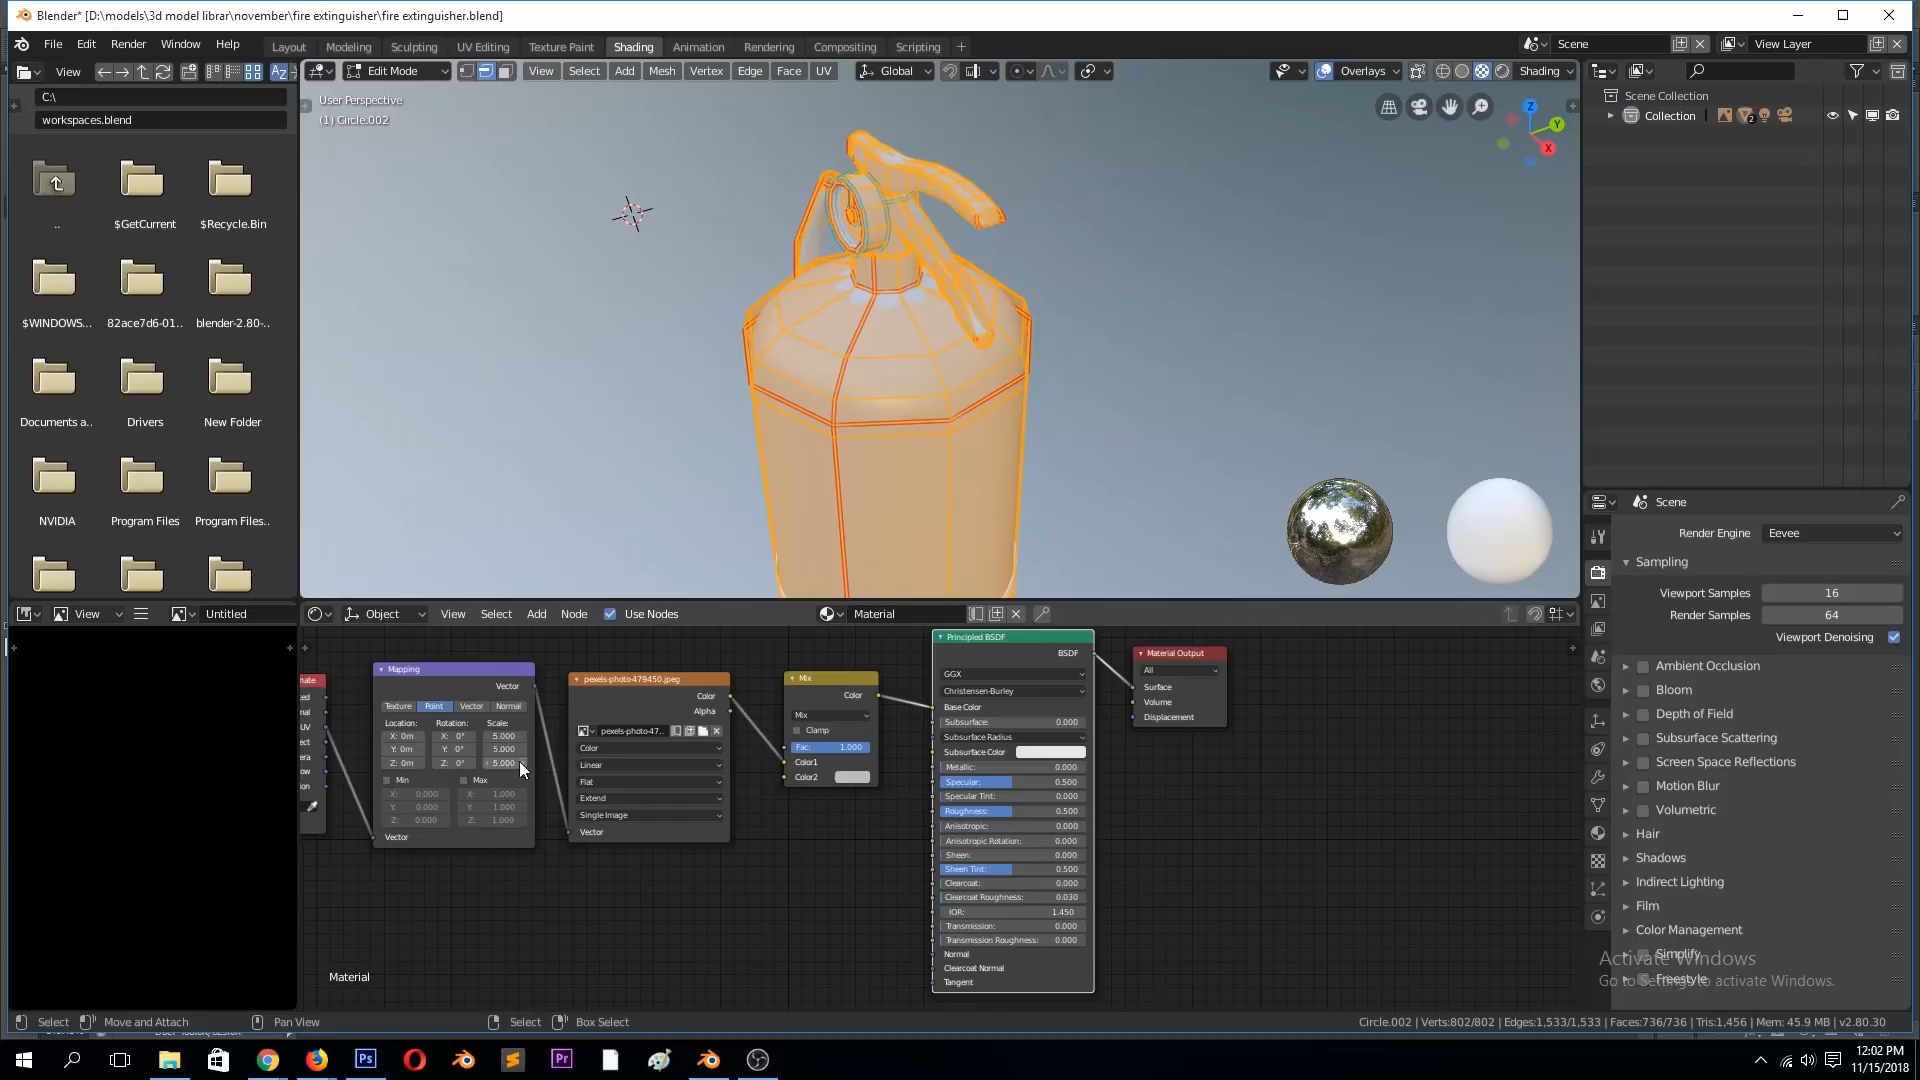 Blender* [D:\models\3d model librar\november\fire extinguisher\fire extinguisher.blend]
File Edit Render Window Help Layout Modeling Sculpting UV Editing Texture Paint Shading Animation Rendering Compositing Scripting Scene View Layer
View
Edit Mode View Select Add Mesh Vertex Edge Face UV Global Overlays Shading
C:\
workspaces.blend
..
$GetCurrent
$Recycle.Bin
$WINDOWS...
82ace7d6-01..
blender-2.80-..
Documents a..
Drivers
New Folder
NVIDIA
Program Files
Program Files..
User Perspective
(1) Circle.002
Z
Y
X
Scene Collection
Collection
2
Scene
Render Engine Eevee
Sampling
Viewport Samples 16
Render Samples 64
Viewport Denoising
Ambient Occlusion
Bloom
Depth of Field
Subsurface Scattering
Screen Space Reflections
Motion Blur
Volumetric
Hair
Shadows
Indirect Lighting
Film
Color Management
Simplify
Freestyle
Activate Windows
Go to Settings to activate Windows.
View Untitled
Object View Select Add Node Use Nodes Material
Mapping
Vector
Texture Point Vector Normal
Location: Rotation: Scale:
X: 0m X: 0° 5.000
Y: 0m Y: 0° 5.000
Z: 0m Z: 0° 5.000
Min Max
X: 0.000 X: 1.000
Y: 0.000 Y: 1.000
Z: 0.000 Z: 1.000
Vector
pexels-photo-479450.jpeg
Color
Alpha
pexels-photo-47..
Color
Linear
Flat
Extend
Single Image
Vector
Mix
Color
Mix
Clamp
Fac: 1.000
Color1
Color2
Principled BSDF
BSDF
GGX
Christensen-Burley
Base Color
Subsurface: 0.000
Subsurface Radius
Subsurface Color
Metallic: 0.000
Specular: 0.500
Specular Tint: 0.000
Roughness: 0.500
Anisotropic: 0.000
Anisotropic Rotation: 0.000
Sheen: 0.000
Sheen Tint: 0.500
Clearcoat: 0.000
Clearcoat Roughness: 0.030
IOR: 1.450
Transmission: 0.000
Transmission Roughness: 0.000
Normal
Clearcoat Normal
Tangent
Material Output
All
Surface
Volume
Displacement
Material
Select Move and Attach Pan View Select Box Select Circle.002 | Verts:802/802 | Edges:1,533/1,533 | Faces:736/736 | Tris:1,456 | Mem: 45.9 MB | v2.80.30
Ps
Pr
12:02 PM
11/15/2018